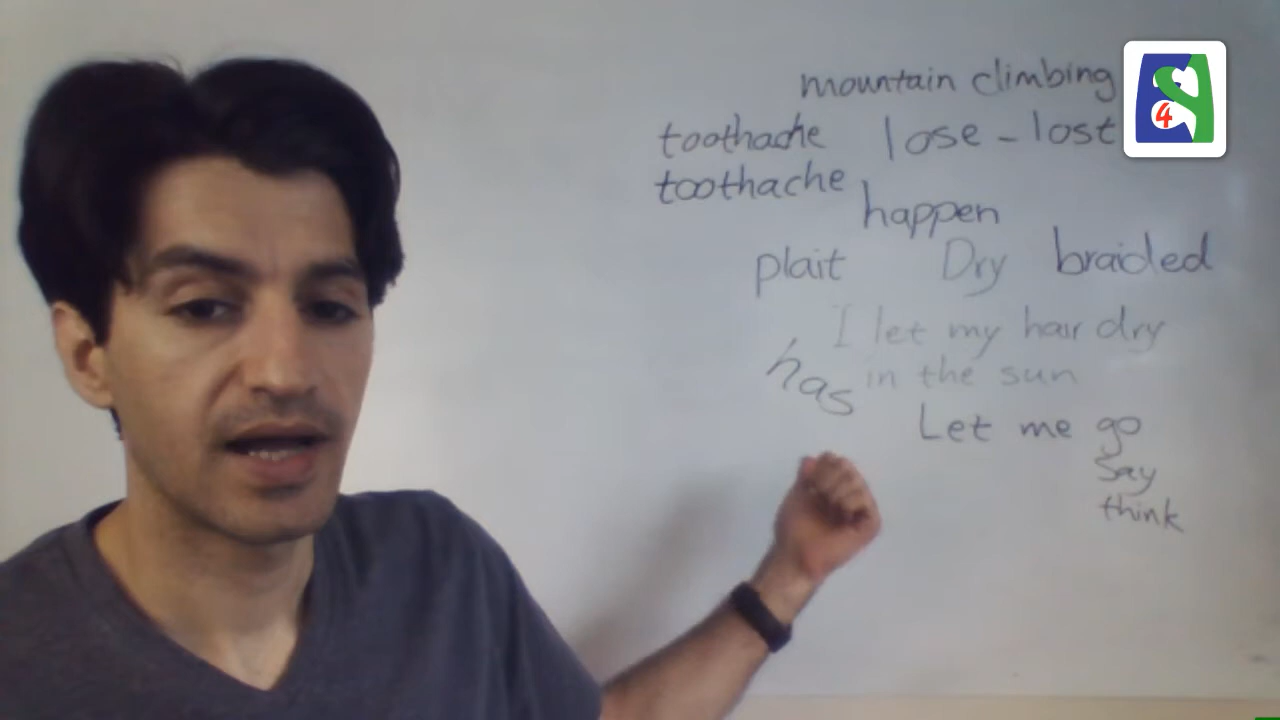 mountain climbing
toothache lose - lost
toothache
happen
plait Dry braided
I let my hair dry
has in the sun
Let me go
Say
think
4